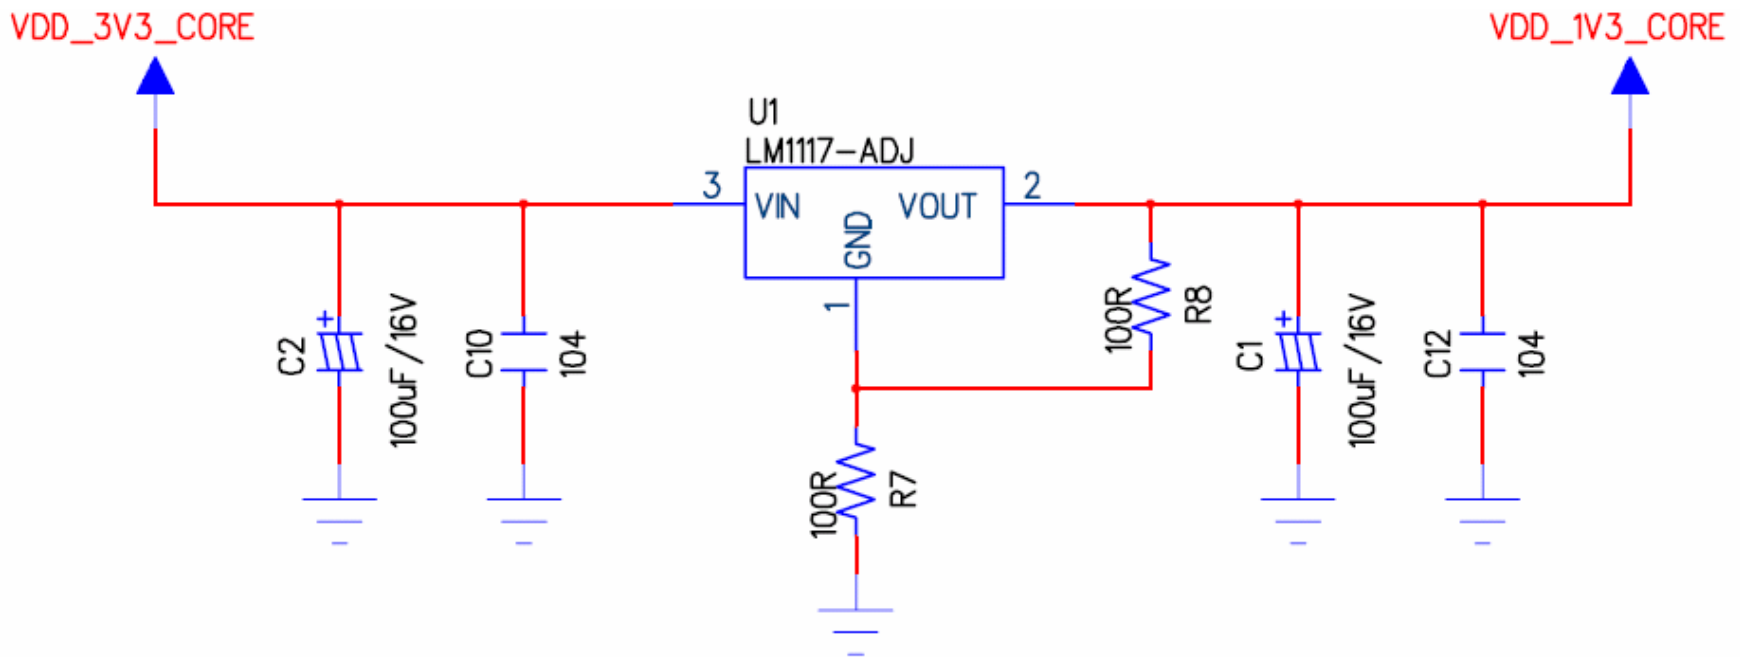 VDD_3V3_CORE
VDD_1V3_CORE
U1
LM1117-ADJ
3
VIN
VOUT
2
GND
1
C2
100uF/16V
C10
104
100R
R8
C1
100uF/16V
C12
104
100R
R7